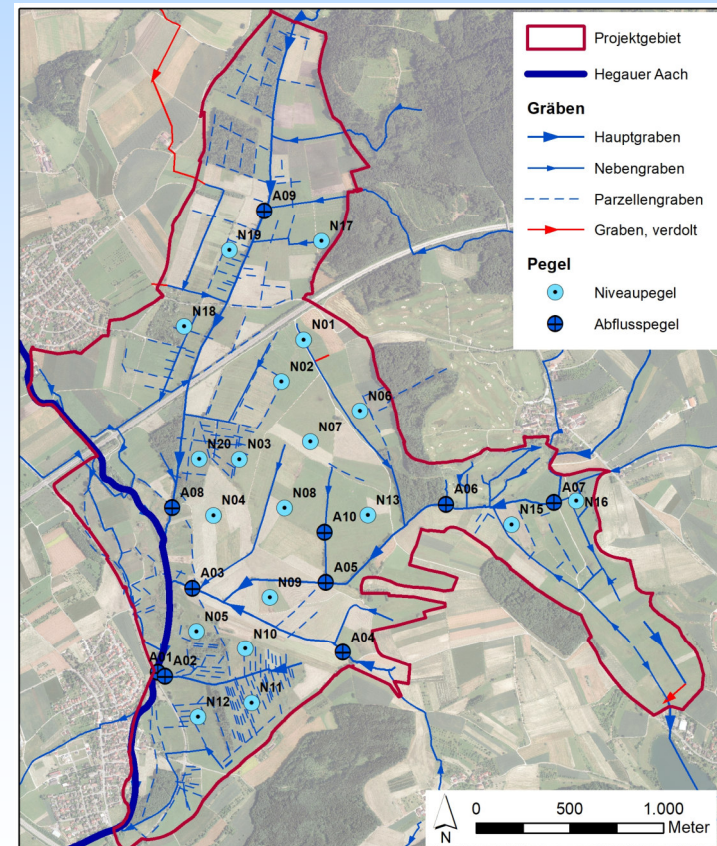 Projektgebiet
Hegauer Aach
Gräben
Hauptgraben
Nebengraben
Parzellengraben
Graben, verdolt
Pegel
Niveaupegel
Abflusspegel
A09
N17
N19
N18
N01
N02
N06
N07
N20 N03
A08
N04
N08
N13
A06
A07
N16
N15
A10
A03
A05
N09
N05
N10
A04
A01
A02
N11
N12
N
0 500 1.000
Meter